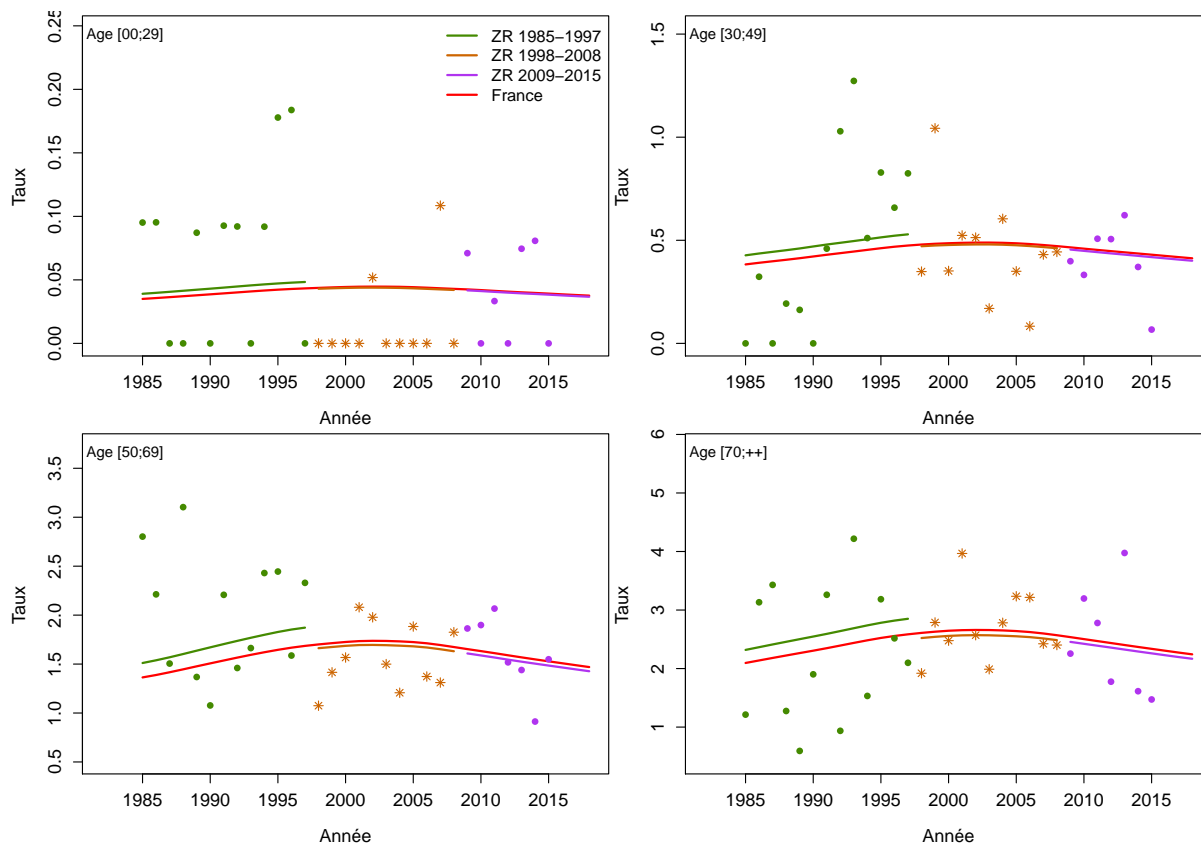 Age [00;29]
ZR 1985−1997
ZR 1998−2008
ZR 2009−2015
France
0.00 0.05 0.10 0.15 0.20 0.25
Taux
1985 1990 1995 2000 2005 2010 2015
Année
Age [30;49]
0.0 0.5 1.0 1.5
Taux
1985 1990 1995 2000 2005 2010 2015
Année
Age [50;69]
0.5 1.0 1.5 2.0 2.5 3.0 3.5
Taux
1985 1990 1995 2000 2005 2010 2015
Année
Age [70;++]
1 2 3 4 5 6
Taux
1985 1990 1995 2000 2005 2010 2015
Année